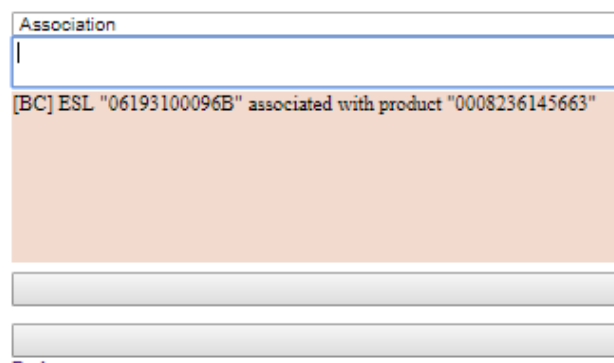 Association
[BC] ESL "06193100096B" associated with product "0008236145663"